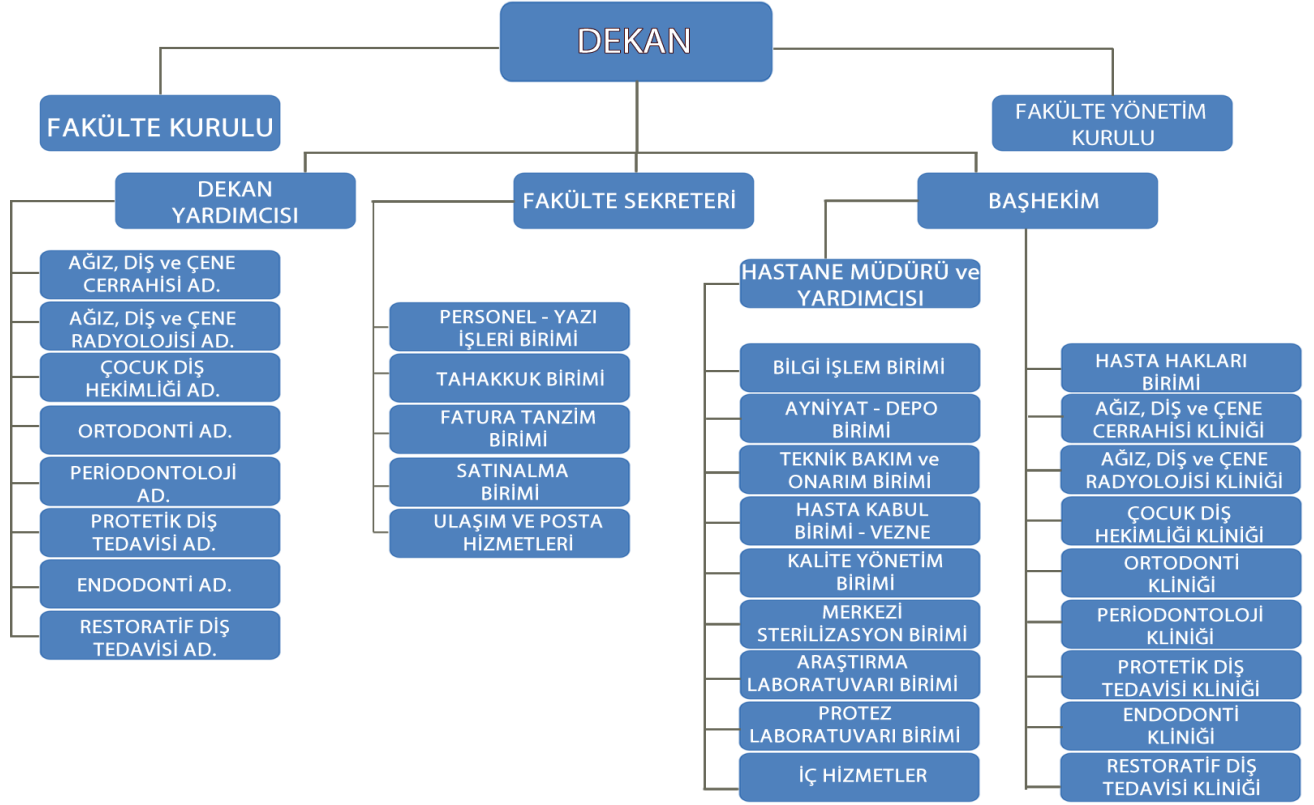 DEKAN
FAKÜLTE KURULU
FAKÜLTE YÖNETİM
KURULU
DEKAN
YARDIMCISI
FAKÜLTE SEKRETERİ
BAŞHEKİM
AĞIZ, DİŞ ve ÇENE
CERRAHİSİ AD.
AĞIZ, DİŞ ve ÇENE
RADYOLOJİSİ AD.
ÇOCUK DİŞ
HEKİMLİĞİ AD.
ORTODONTİ AD.
PERİODONTOLOJİ
AD.
PROTETİK DİŞ
TEDAVİSİ AD.
ENDODONTİ AD.
RESTORATİF DİŞ
TEDAVİSİ AD.
PERSONEL - YAZI
İŞLERİ BİRİMİ
TAHAKKUK BİRİMİ
FATURA TANZİM
BİRİMİ
SATINALMA
BİRİMİ
ULAŞIM VE POSTA
HİZMETLERİ
HASTANE MÜDÜRÜ ve
YARDIMCISI
BİLGİ İŞLEM BİRİMİ
AYNİYAT - DEPO
BİRİMİ
TEKNİK BAKIM ve
ONARIM BİRİMİ
HASTA KABUL
BİRİMİ - VEZNE
KALİTE YÖNETİM
BİRİMİ
MERKEZİ
STERİLİZASYON BİRİMİ
ARAŞTIRMA
LABORATUVARI BİRİMİ
PROTEZ
LABORATUVARI BİRİMİ
İÇ HİZMETLER
HASTA HAKLARI
BİRİMİ
AĞIZ, DİŞ ve ÇENE
CERRAHİSİ KLİNİĞİ
AĞIZ, DİŞ ve ÇENE
RADYOLOJİSİ KLİNİĞİ
ÇOCUK DİŞ
HEKİMLİĞİ KLİNİĞİ
ORTODONTİ
KLİNİĞİ
PERİODONTOLOJİ
KLİNİĞİ
PROTETİK DİŞ
TEDAVİSİ KLİNİĞİ
ENDODONTİ
KLİNİĞİ
RESTORATİF DİŞ
TEDAVİSİ KLİNİĞİ